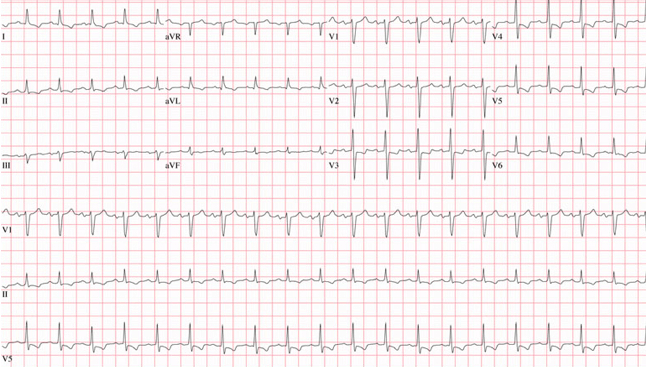 I aVR V1 V4
II aVL V2 V5
III aVF V3 V6
V1
II
V5